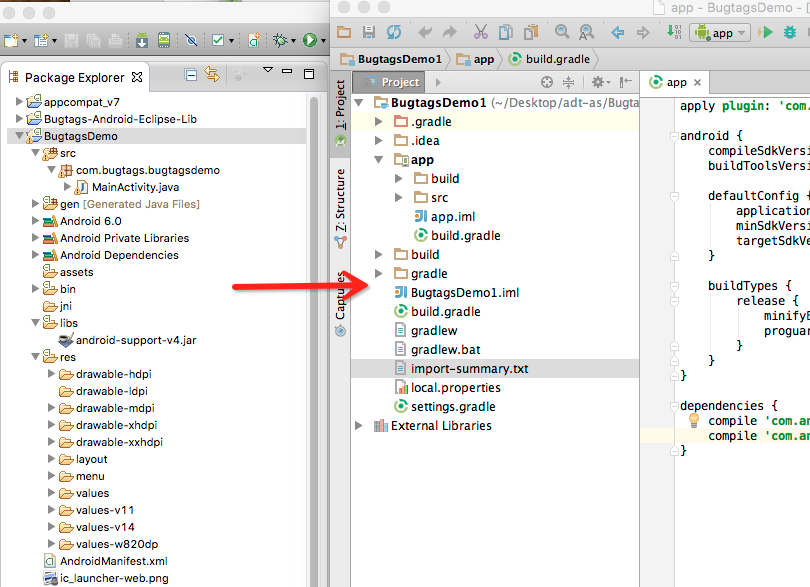 Package Explorer
appcompat_v7
Bugtags-Android-Eclipse-Lib
BugtagsDemo
src
com.bugtags.bugtagsdemo
MainActivity.java
gen [Generated Java Files]
Android 6.0
Android Private Libraries
Android Dependencies
assets
bin
jni
libs
android-support-v4.jar
res
drawable-hdpi
drawable-ldpi
drawable-mdpi
drawable-xhdpi
drawable-xxhdpi
layout
menu
values
values-v11
values-v14
values-w820dp
AndroidManifest.xml
ic_launcher-web.png
app - BugtagsDemo - [
app
BugtagsDemo1
app
build.gradle
1: Project
Z: Structure
Captures
Project
BugtagsDemo1 (~/Desktop/adt-as/Bugta
.gradle
.idea
app
build
src
app.iml
build.gradle
build
gradle
BugtagsDemo1.iml
build.gradle
gradlew
gradlew.bat
import-summary.txt
local.properties
settings.gradle
External Libraries
app
apply plugin: 'com.
android {
compileSdkVersi
buildToolsVersi
defaultConfig {
application
minSdkVersi
targetSdkVe
}
buildTypes {
release {
minifyE
proguar
}
}
}
dependencies {
compile 'com.an
compile 'com.an
}